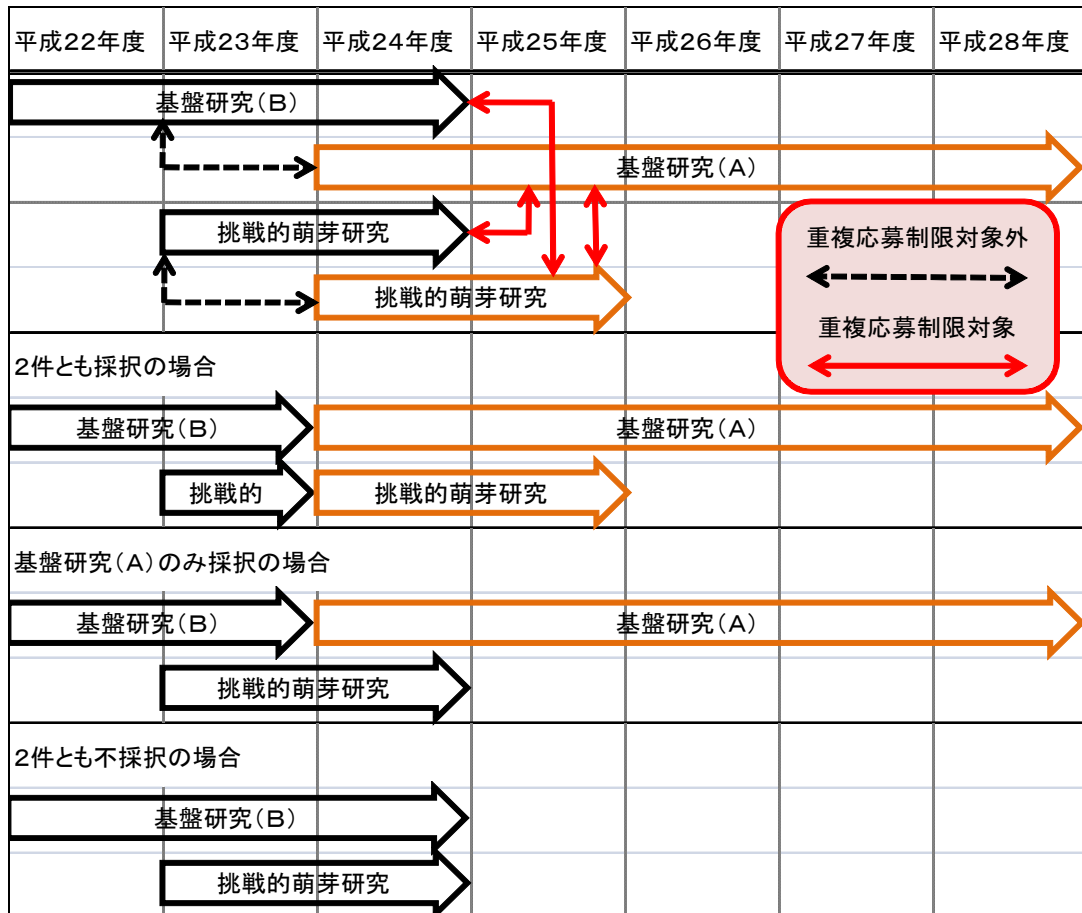 平成22年度 平成23年度 平成24年度 平成25年度 平成26年度 平成27年度 平成28年度
基盤研究(B)
基盤研究(A)
挑戦的萌芽研究
挑戦的萌芽研究
重複応募制限対象外
重複応募制限対象
2件とも採択の場合
基盤研究(B) 基盤研究(A)
挑戦的 挑戦的萌芽研究
基盤研究(A)のみ採択の場合
基盤研究(B) 基盤研究(A)
挑戦的萌芽研究
2件とも不採択の場合
基盤研究(B)
挑戦的萌芽研究